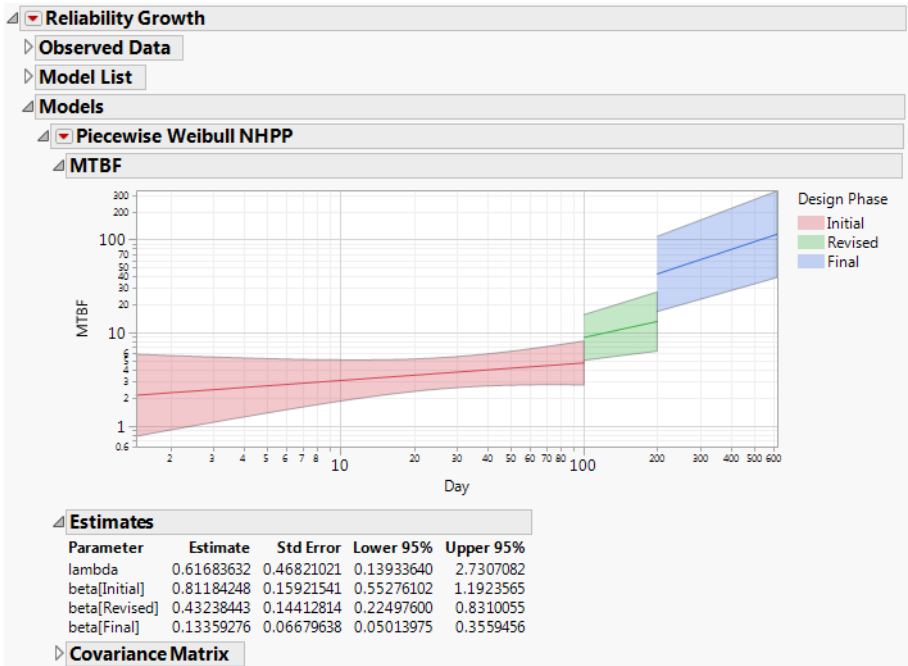 Reliability Growth
Observed Data
Model List
Models
Piecewise Weibull NHPP
MTBF
300
200
100
70
50
40
30
20
10
6
5
4
3
2
1
0.6
MTBF
2 3 4 5 6 7 8 10 20 30 40 50 60 70 80 100 200 300 400 500 600
Day
Design Phase
Initial
Revised
Final
Estimates
Parameter Estimate Std Error Lower 95% Upper 95%
lambda 0.61683632 0.46821021 0.13933640 2.7307082
beta[Initial] 0.81184248 0.15921541 0.55276102 1.1923565
beta[Revised] 0.43238443 0.14412814 0.22497600 0.8310055
beta[Final] 0.13359276 0.06679638 0.05013975 0.3559456
Covariance Matrix